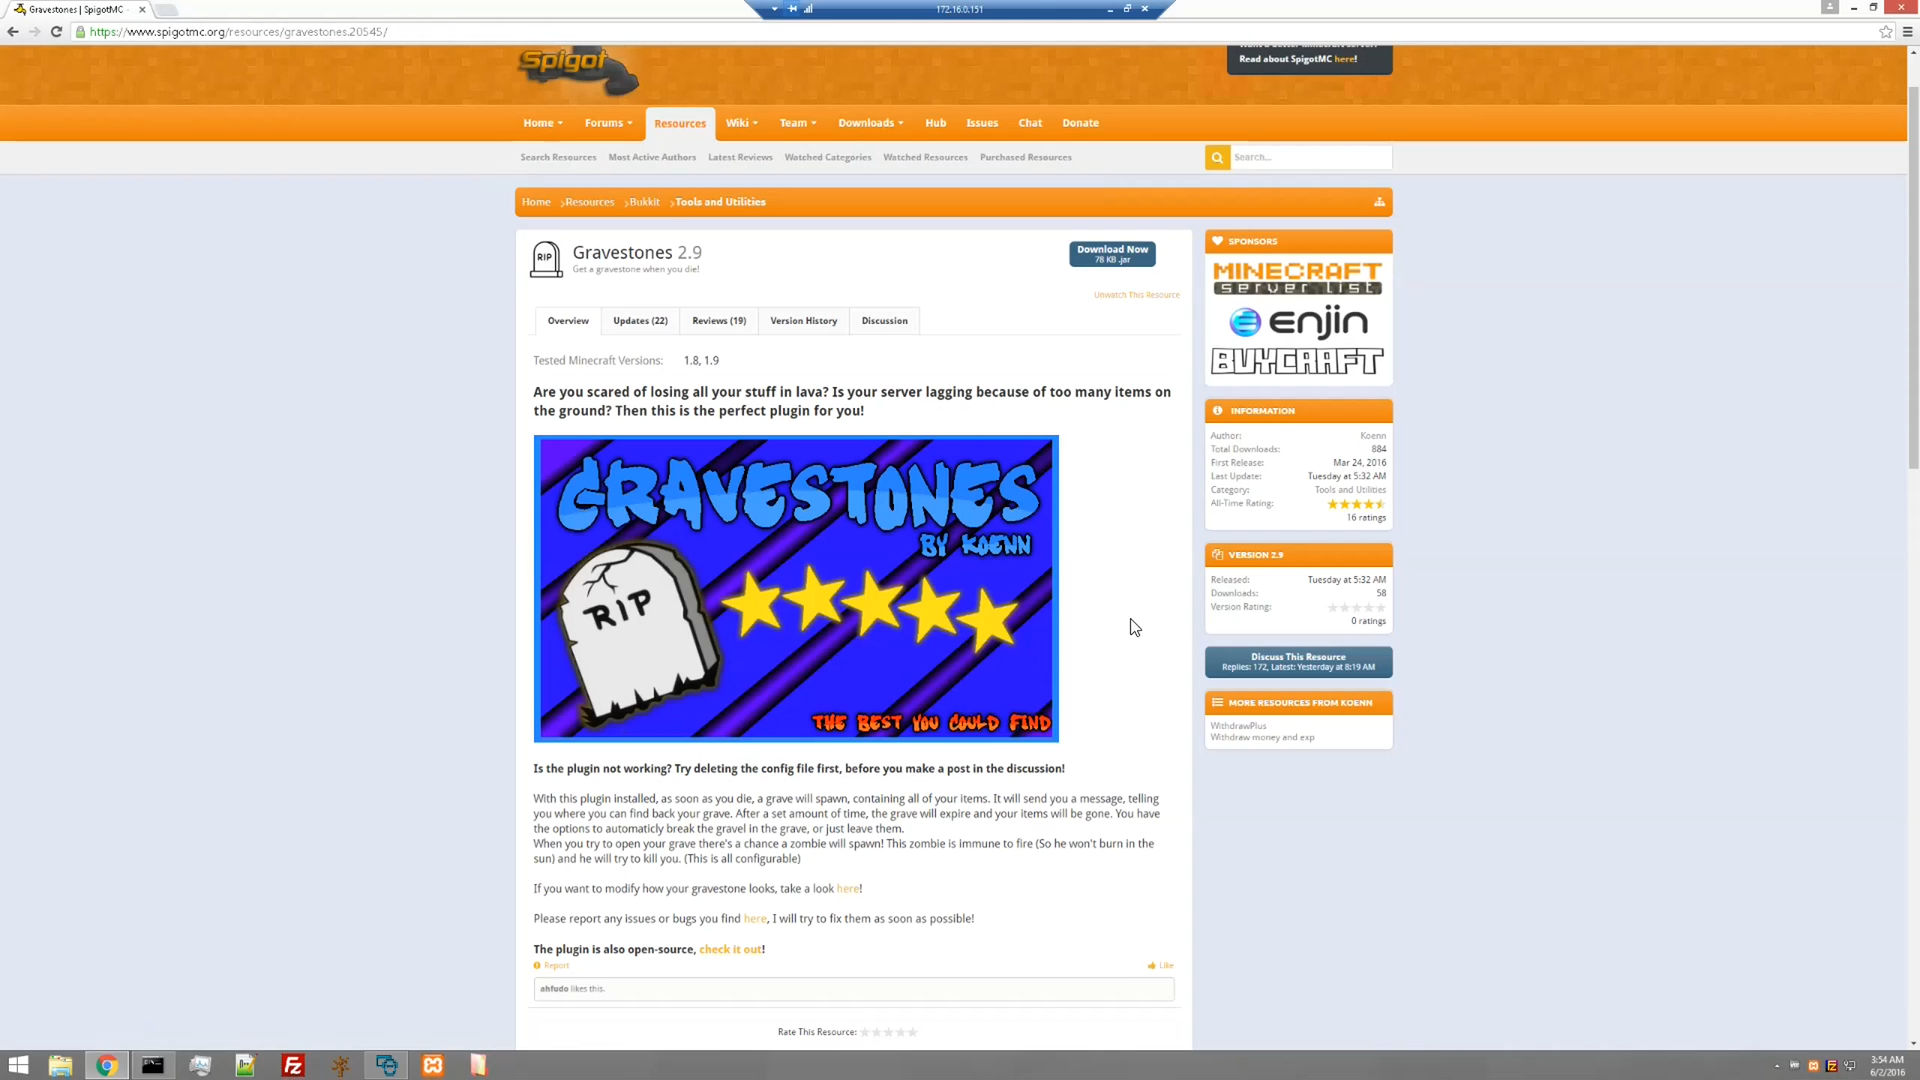 Gravestones | SpigotMC -
172.16.0.151
https://www.spigotmc.org/resources/gravestones.20545/
Spigot
Read about SpigotMC here!
Home Forums Resources Wiki Team Downloads Hub Issues Chat Donate
Search Resources Most Active Authors Latest Reviews Watched Categories Watched Resources Purchased Resources
Search...
Home Resources Bukkit Tools and Utilities
RIP
Gravestones 2.9
Get a gravestone when you die!
Download Now
78 KB .jar
Unwatch This Resource
Overview Updates (22) Reviews (19) Version History Discussion
Tested Minecraft Versions: 1.8, 1.9
Are you scared of losing all your stuff in lava? Is your server lagging because of too many items on
the ground? Then this is the perfect plugin for you!
GRAVESTONES
BY KOENN
RIP
THE BEST YOU COULD FIND
Is the plugin not working? Try deleting the config file first, before you make a post in the discussion!
With this plugin installed, as soon as you die, a grave will spawn, containing all of your items. It will send you a message, telling
you where you can find back your grave. After a set amount of time, the grave will expire and your items will be gone. You have
the options to automaticly break the gravel in the grave, or just leave them.
When you try to open your grave there's a chance a zombie will spawn! This zombie is immune to fire (So he won't burn in the
sun) and he will try to kill you. (This is all configurable)
If you want to modify how your gravestone looks, take a look here!
Please report any issues or bugs you find here, I will try to fix them as soon as possible!
The plugin is also open-source, check it out!
Report Like
ahfudo likes this.
Rate This Resource:
SPONSORS
MINECRAFT
server list
enjin
BUYCRAFT
INFORMATION
Author: Koenn
Total Downloads: 884
First Release: Mar 24, 2016
Last Update: Tuesday at 5:32 AM
Category: Tools and Utilities
All-Time Rating:
16 ratings
VERSION 2.9
Released: Tuesday at 5:32 AM
Downloads: 58
Version Rating:
0 ratings
Discuss This Resource
Replies: 172, Latest: Yesterday at 8:19 AM
MORE RESOURCES FROM KOENN
WithdrawPlus
Withdraw money and exp
3:54 AM
6/2/2016